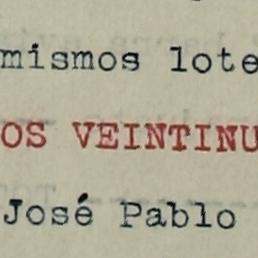 mismos lote
OS VEINTINU
José Pablo